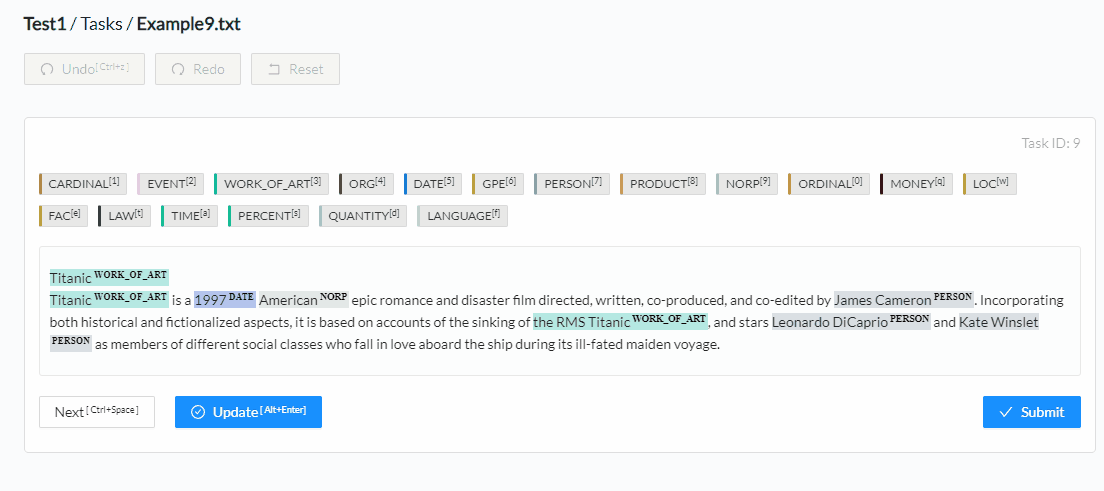 Test1 / Tasks / Example9.txt
Undo[ Ctrl+z ] Redo Reset
Task ID: 9
CARDINAL[1] EVENT[2] WORK_OF_ART[3] ORG[4] DATE[5] GPE[6] PERSON[7] PRODUCT[8] NORP[9] ORDINAL[0] MONEY[q] LOC[w]
FAC[e] LAW[t] TIME[a] PERCENT[s] QUANTITY[d] LANGUAGE[f]
Titanic WORK_OF_ART
Titanic WORK_OF_ART is a 1997 DATE American NORP epic romance and disaster film directed, written, co-produced, and co-edited by James Cameron PERSON. Incorporating
both historical and fictionalized aspects, it is based on accounts of the sinking of the RMS Titanic WORK_OF_ART, and stars Leonardo DiCaprio PERSON and Kate Winslet
PERSON as members of different social classes who fall in love aboard the ship during its ill-fated maiden voyage.
Next[ Ctrl+Space ] Update[ Alt+Enter] Submit